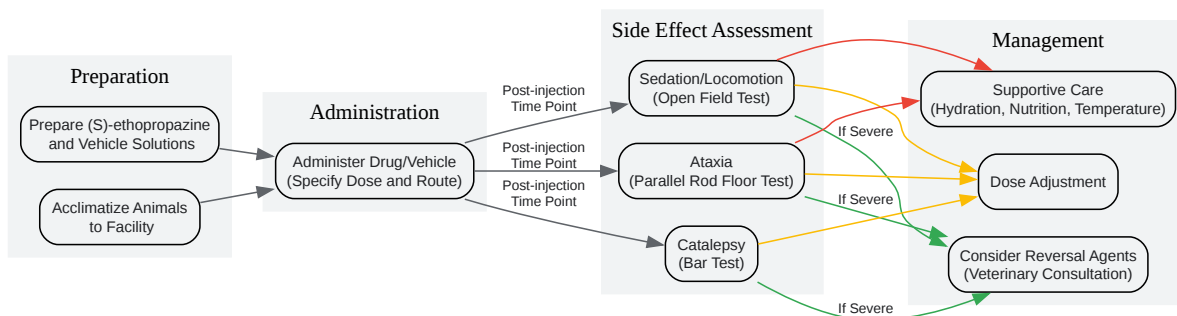 Preparation
Prepare (S)-ethopropazine
and Vehicle Solutions
Acclimatize Animals
to Facility
Administration
Administer Drug/Vehicle
(Specify Dose and Route)
Post-injection
Time Point
Post-injection
Time Point
Post-injection
Time Point
Side Effect Assessment
Sedation/Locomotion
(Open Field Test)
Ataxia
(Parallel Rod Floor Test)
Catalepsy
(Bar Test)
If Severe
If Severe
If Severe
Management
Supportive Care
(Hydration, Nutrition, Temperature)
Dose Adjustment
Consider Reversal Agents
(Veterinary Consultation)